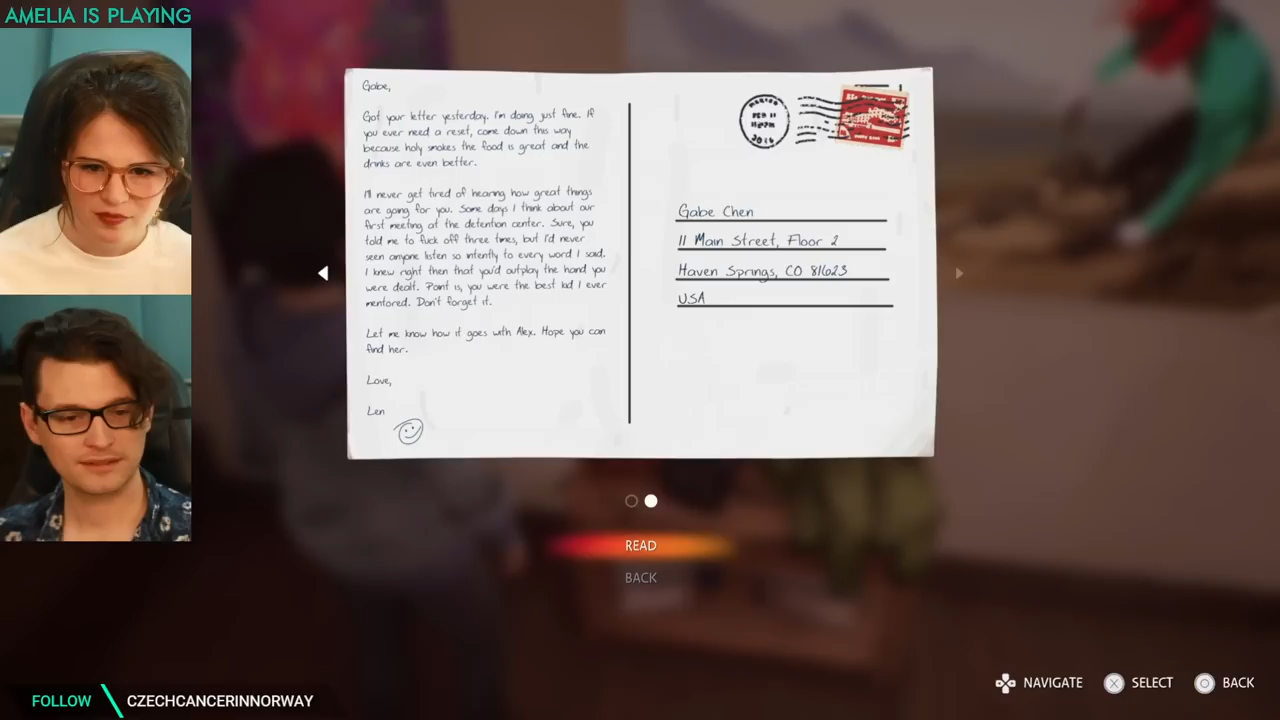 AMELIA IS PLAYING
Gabe,
Got your letter yesterday. I'm doing just fine. If
you ever need a reset, come down this way
because holy smokes the food is great and the
drinks are even better.
I'll never get tired of hearing how great things
are going for you. Some days I think about our
first meeting at the detention center. Sure, you
told me to fuck off three times, but I'd never
seen anyone listen so intently to every word I said.
I knew right then that you'd outplay the hand you
were dealt. Point is, you were the best kid I ever
mentored. Don't forget it.
Let me know how it goes with Alex. Hope you can
find her.
Love,
Len
MEXICO
FEB 11
Gabe Chen
11 Main Street, Floor 2
Haven Springs, CO 81623
USA
READ
BACK
NAVIGATE
SELECT
BACK
FOLLOW
CZECHCANCERINNORWAY